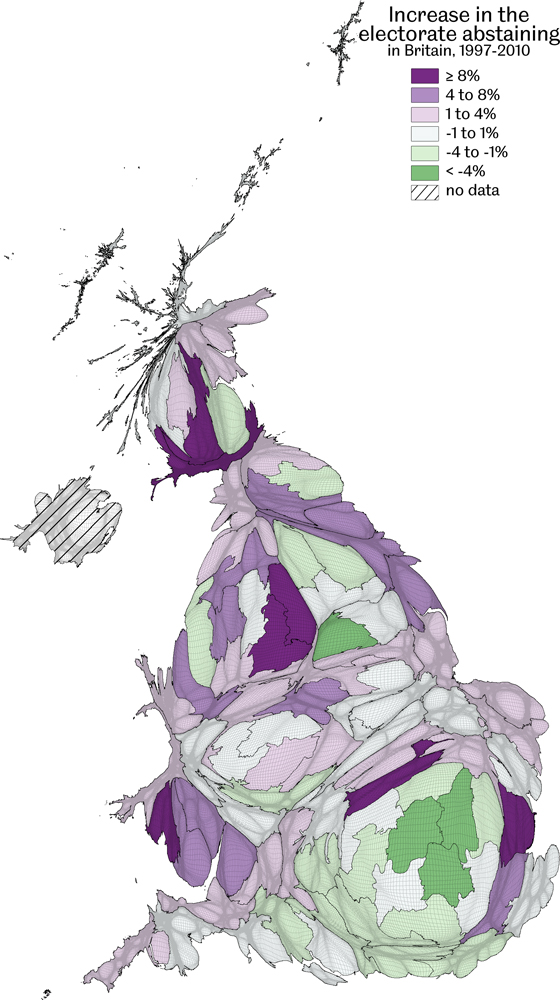 Increase in the
electorate abstaining
in Britain, 1997-2010
≥ 8%
4 to 8%
1 to 4%
-1 to 1%
-4 to -1%
< -4%
no data